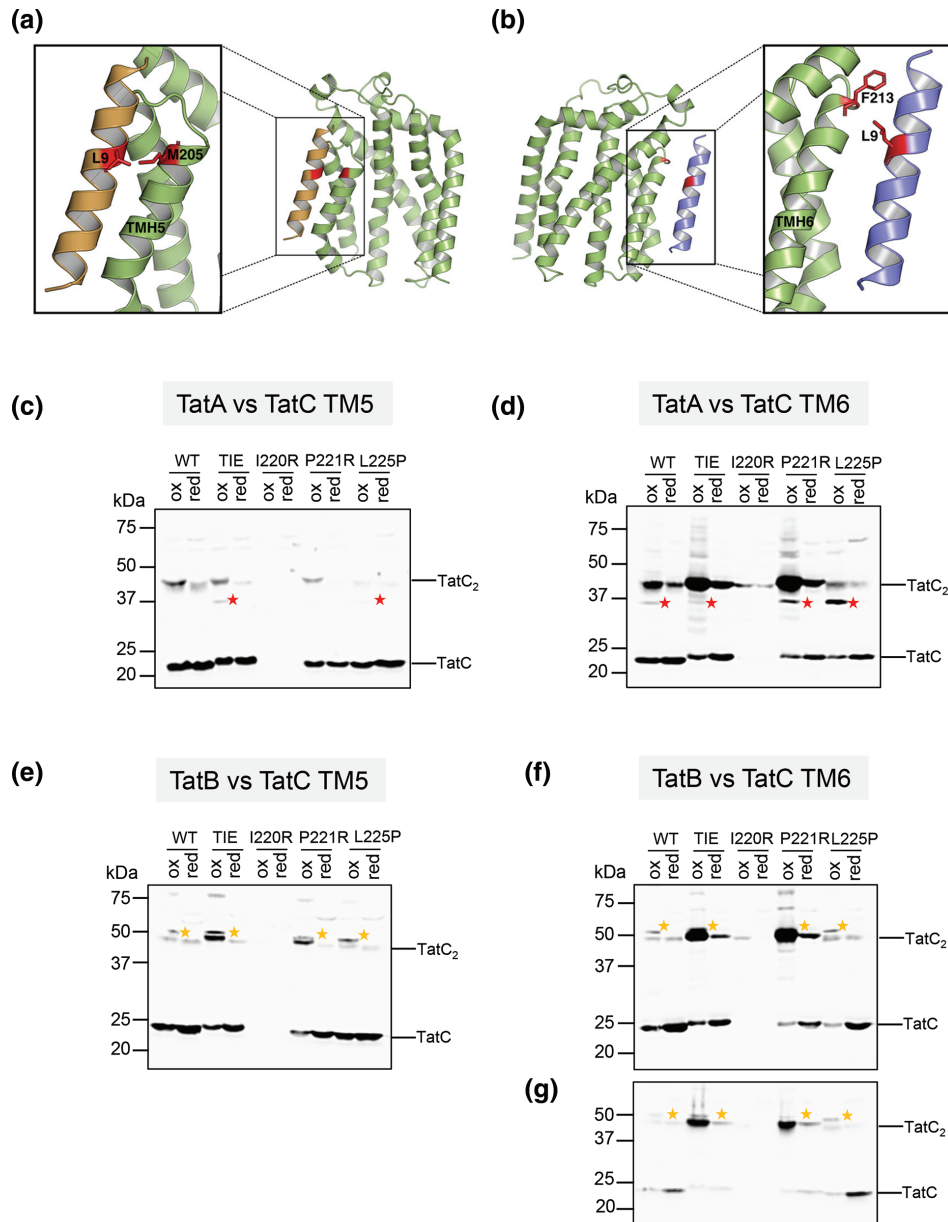 (a)
L9
M205
TMH5
(b)
F213
L9
TMH6
(c)
TatA vs TatC TM5
WT TIE I220R P221R L225P
ox red ox red ox red ox red ox red
kDa
75
50
37
25
20
TatC2
TatC
(d)
TatA vs TatC TM6
WT TIE I220R P221R L225P
ox red ox red ox red ox red ox red
kDa
75
50
37
25
20
TatC2
TatC
(e)
TatB vs TatC TM5
WT TIE I220R P221R L225P
ox red ox red ox red ox red ox red
kDa
75
50
37
25
20
TatC2
TatC
(f)
TatB vs TatC TM6
WT TIE I220R P221R L225P
ox red ox red ox red ox red ox red
kDa
75
50
37
25
20
TatC2
TatC
(g)
50
37
25
20
TatC2
TatC